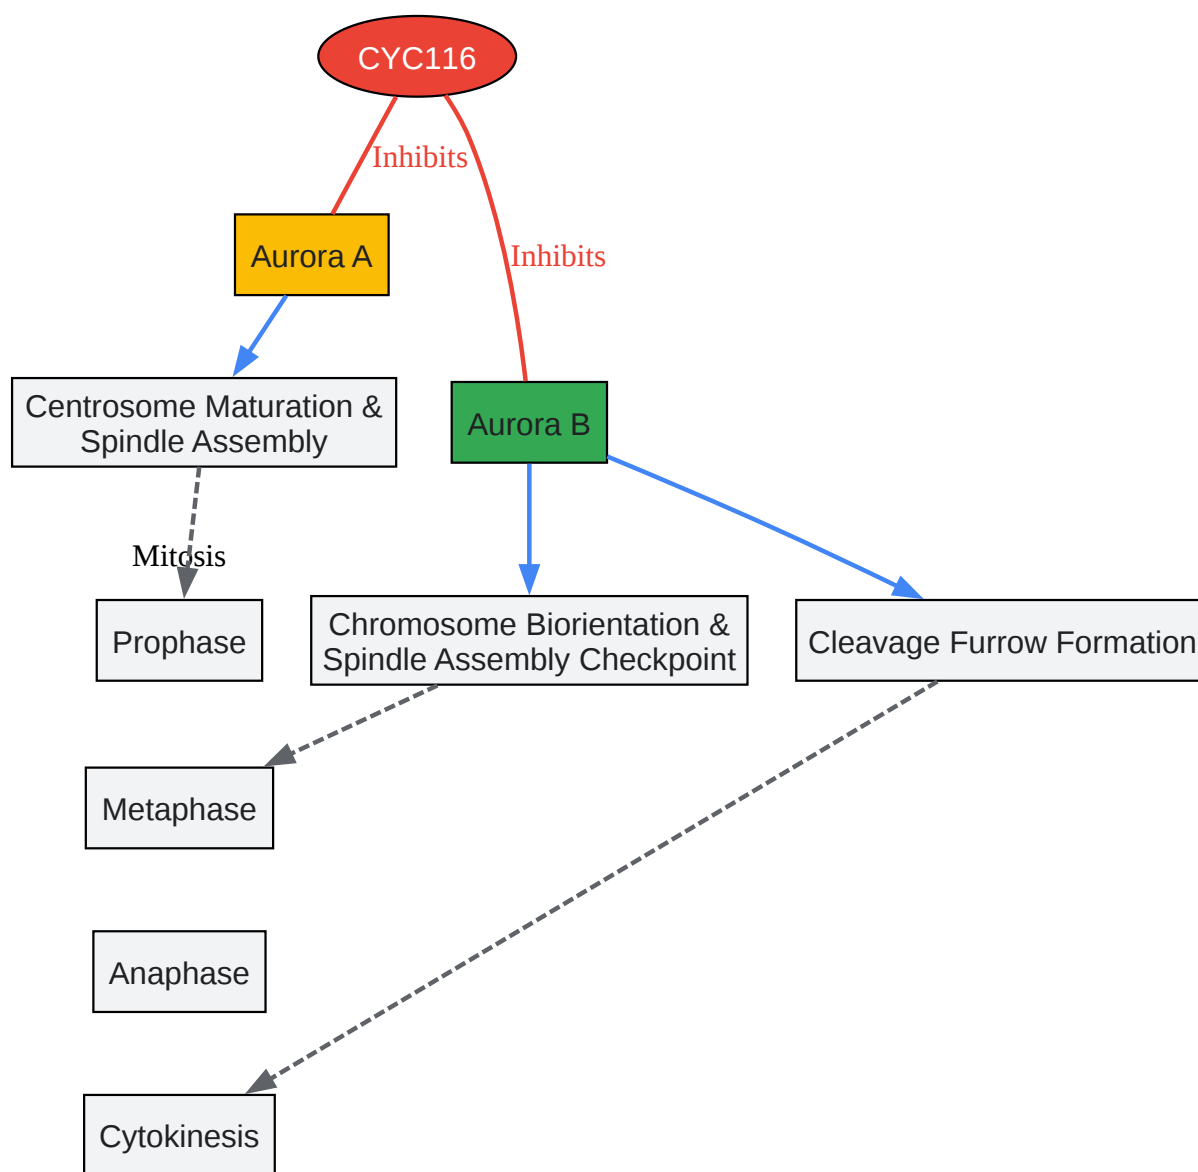 CYC116
Inhibits
Aurora A
Inhibits
Centrosome Maturation &
Spindle Assembly
Aurora B
Mitosis
Prophase
Chromosome Biorientation &
Spindle Assembly Checkpoint
Cleavage Furrow Formation
Metaphase
Anaphase
Cytokinesis